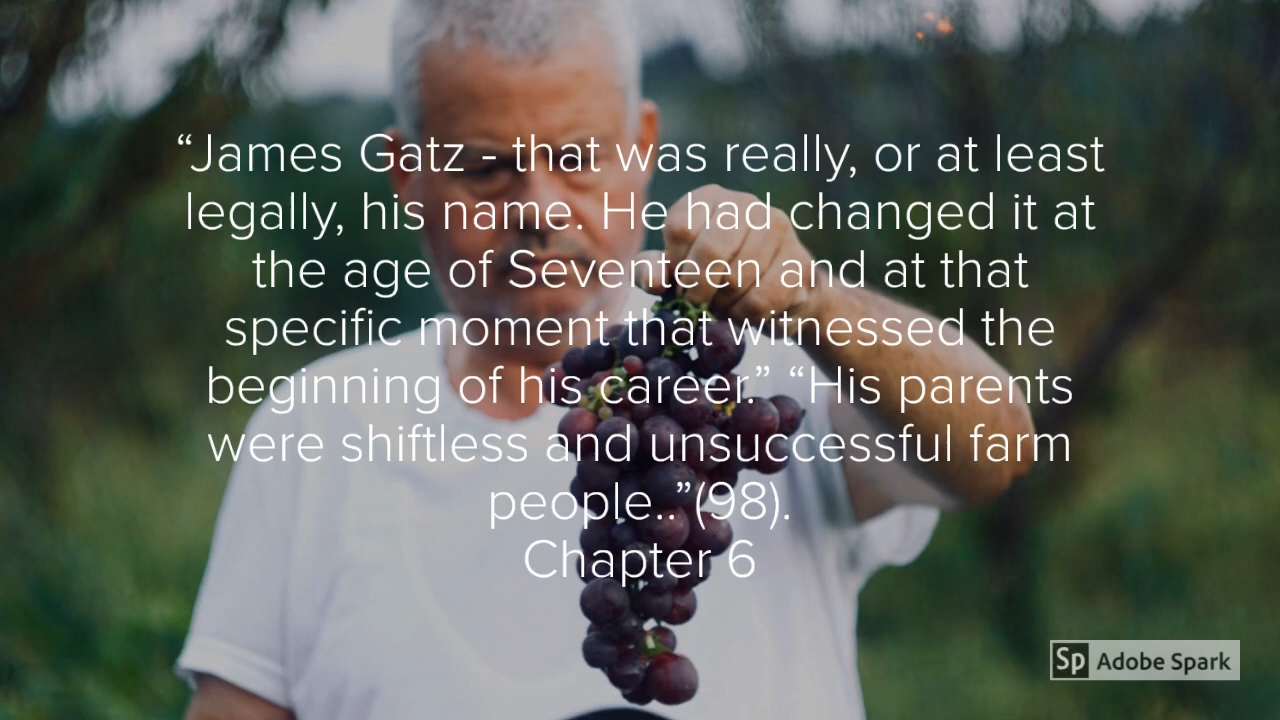 “James Gatz - that was really, or at least
legally, his name. He had changed it at
the age of Seventeen and at that
specific moment that witnessed the
beginning of his career.” “His parents
were shiftless and unsuccessful farm
people..”(98).
Chapter 6
Sp Adobe Spark